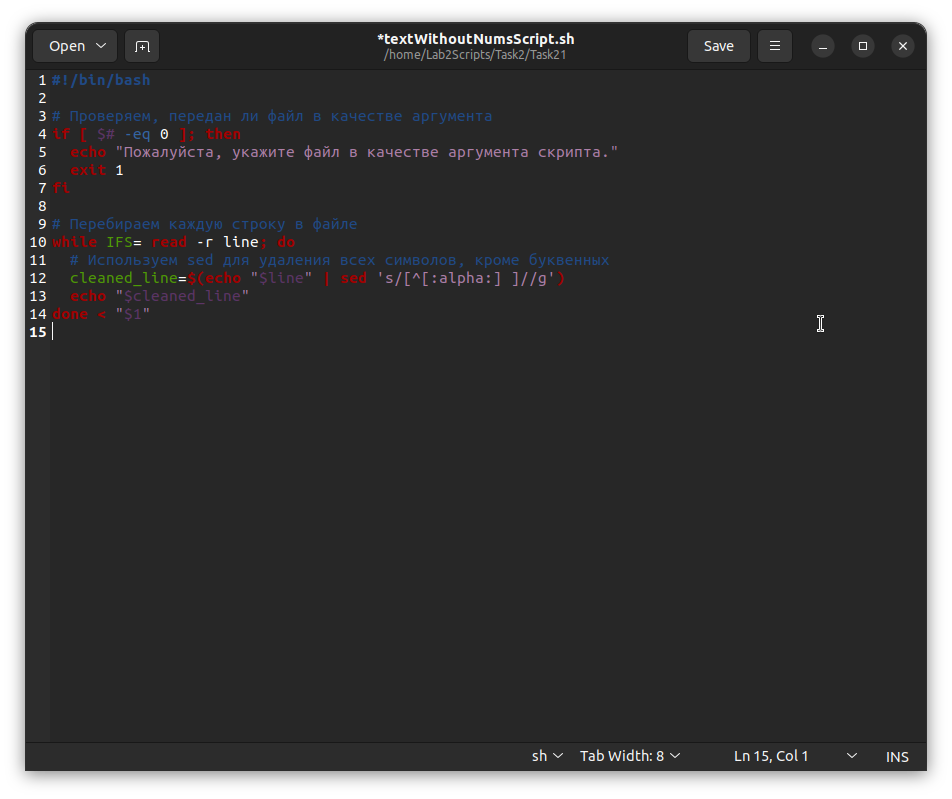 Open
*textWithoutNumsScript.sh
/home/Lab2Scripts/Task2/Task21
Save
1 #!/bin/bash
2
3 # Проверяем, передан ли файл в качестве аргумента
4 if [ $# -eq 0 ]; then
5   echo "Пожалуйста, укажите файл в качестве аргумента скрипта."
6   exit 1
7 fi
8
9 # Перебираем каждую строку в файле
10 while IFS= read -r line; do
11   # Используем sed для удаления всех символов, кроме буквенных
12   cleaned_line=$(echo "$line" | sed 's/[^[:alpha:] ]//g')
13   echo "$cleaned_line"
14 done < "$1"
15
sh Tab Width: 8 Ln 15, Col 1 INS